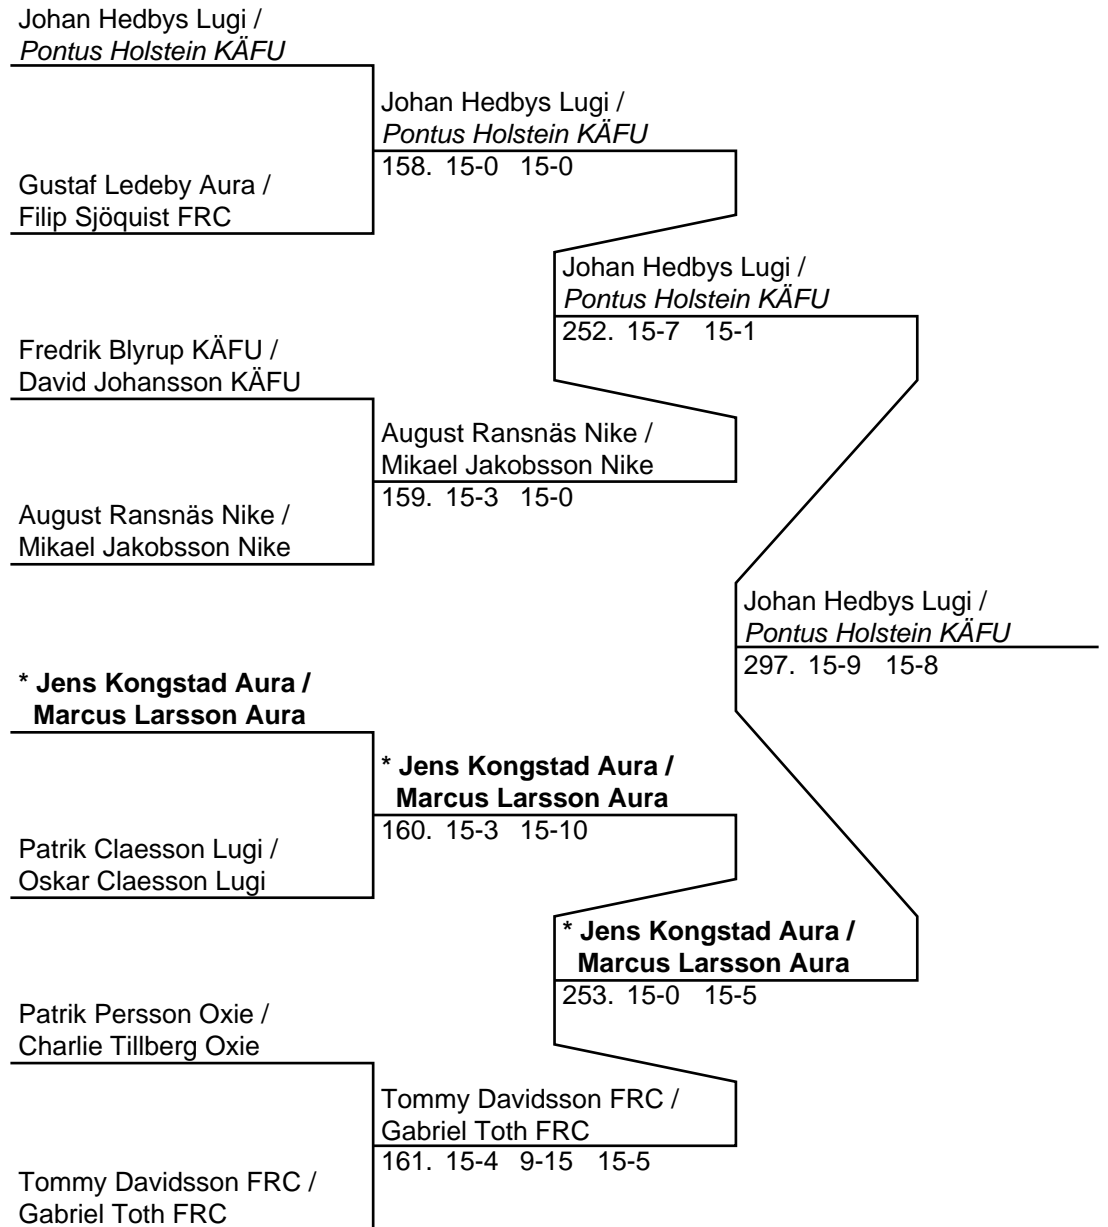 Johan Hedbys Lugi /
Pontus Holstein KÄFU
Johan Hedbys Lugi /
Pontus Holstein KÄFU
158. 15-0 15-0
Gustaf Ledeby Aura /
Filip Sjöquist FRC
Johan Hedbys Lugi /
Pontus Holstein KÄFU
252. 15-7 15-1
Fredrik Blyrup KÄFU /
David Johansson KÄFU
August Ransnäs Nike /
Mikael Jakobsson Nike
159. 15-3 15-0
August Ransnäs Nike /
Mikael Jakobsson Nike
Johan Hedbys Lugi /
Pontus Holstein KÄFU
297. 15-9 15-8
* Jens Kongstad Aura /
Marcus Larsson Aura
* Jens Kongstad Aura /
Marcus Larsson Aura
160. 15-3 15-10
Patrik Claesson Lugi /
Oskar Claesson Lugi
* Jens Kongstad Aura /
Marcus Larsson Aura
253. 15-0 15-5
Patrik Persson Oxie /
Charlie Tillberg Oxie
Tommy Davidsson FRC /
Gabriel Toth FRC
161. 15-4 9-15 15-5
Tommy Davidsson FRC /
Gabriel Toth FRC